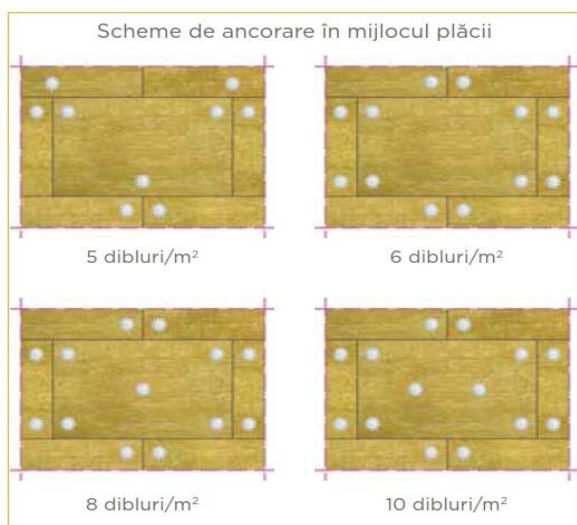 Scheme de ancorare în mijlocul plăcii
5 dibluri/m²
6 dibluri/m²
8 dibluri/m²
10 dibluri/m²